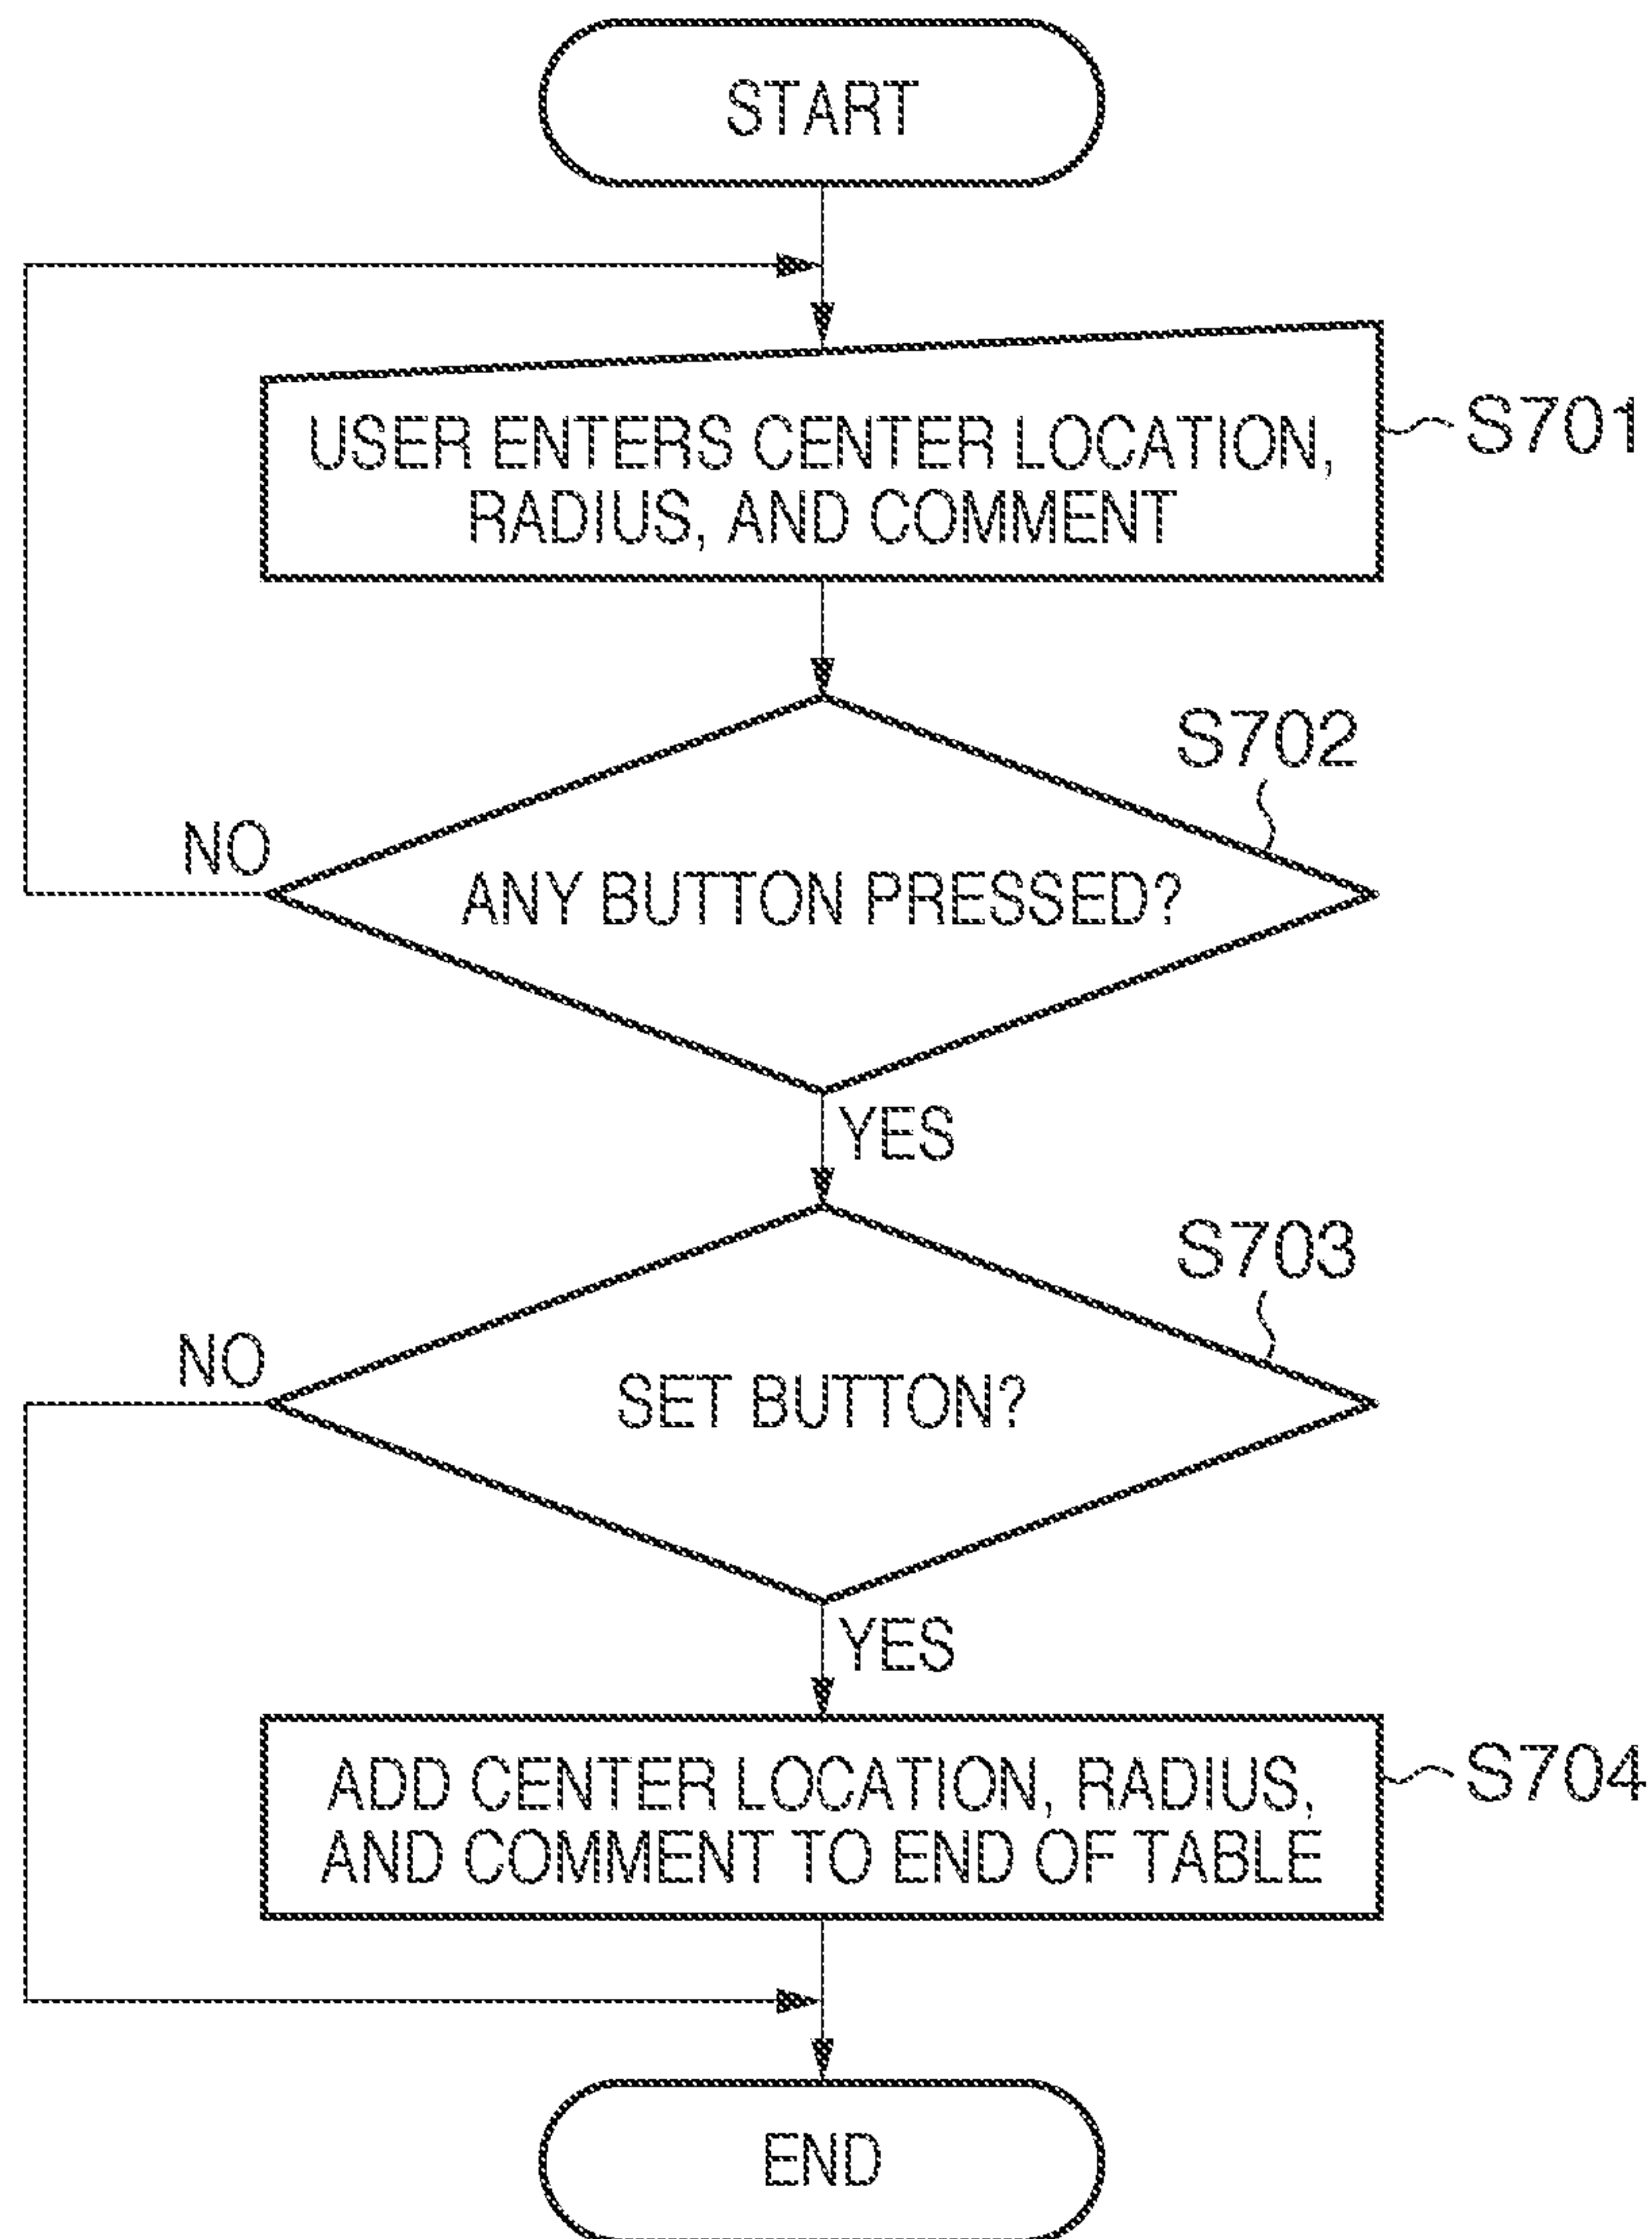 START
USER ENTERS CENTER LOCATION,
RADIUS, AND COMMENT
S701
S702
NO
ANY BUTTON PRESSED?
YES
S703
NO
SET BUTTON?
YES
ADD CENTER LOCATION, RADIUS,
AND COMMENT TO END OF TABLE
S704
END